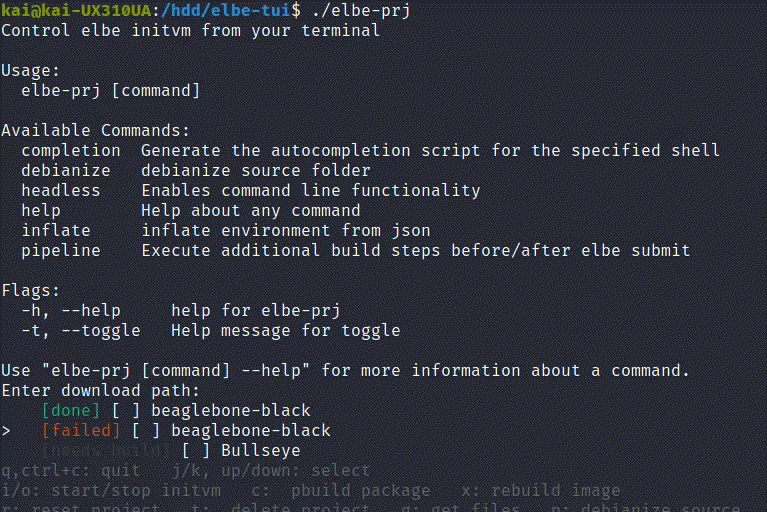 kai@kai-UX310UA:/hdd/elbe-tui$ ./elbe-prj
Control elbe initvm from your terminal
Usage:
elbe-prj [command]
Available Commands:
completion Generate the autocompletion script for the specified shell
debianize debianize source folder
headless Enables command line functionality
help Help about any command
inflate inflate environment from json
pipeline Execute additional build steps before/after elbe submit
Flags:
-h, --help help for elbe-prj
-t, --toggle Help message for toggle
Use "elbe-prj [command] --help" for more information about a command.
Enter download path:
[done] [ ] beaglebone-black
> [failed] [ ] beaglebone-black
[needs build] [ ] Bullseye
q,ctrl+c: quit j/k, up/down: select
i/o: start/stop initvm c: pbuild package x: rebuild image
r: reset project t: delete project g: get files p: debianize source